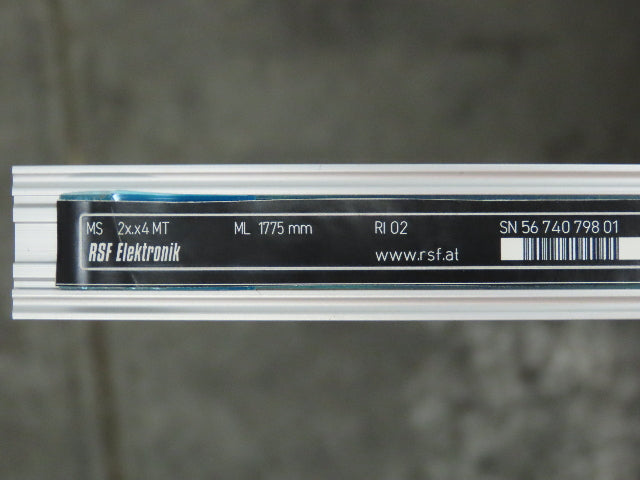 MS 2x.x4 MT ML 1775 mm RI 02 SN 56 740 798 01
RSF Elektronik www.rsf.at